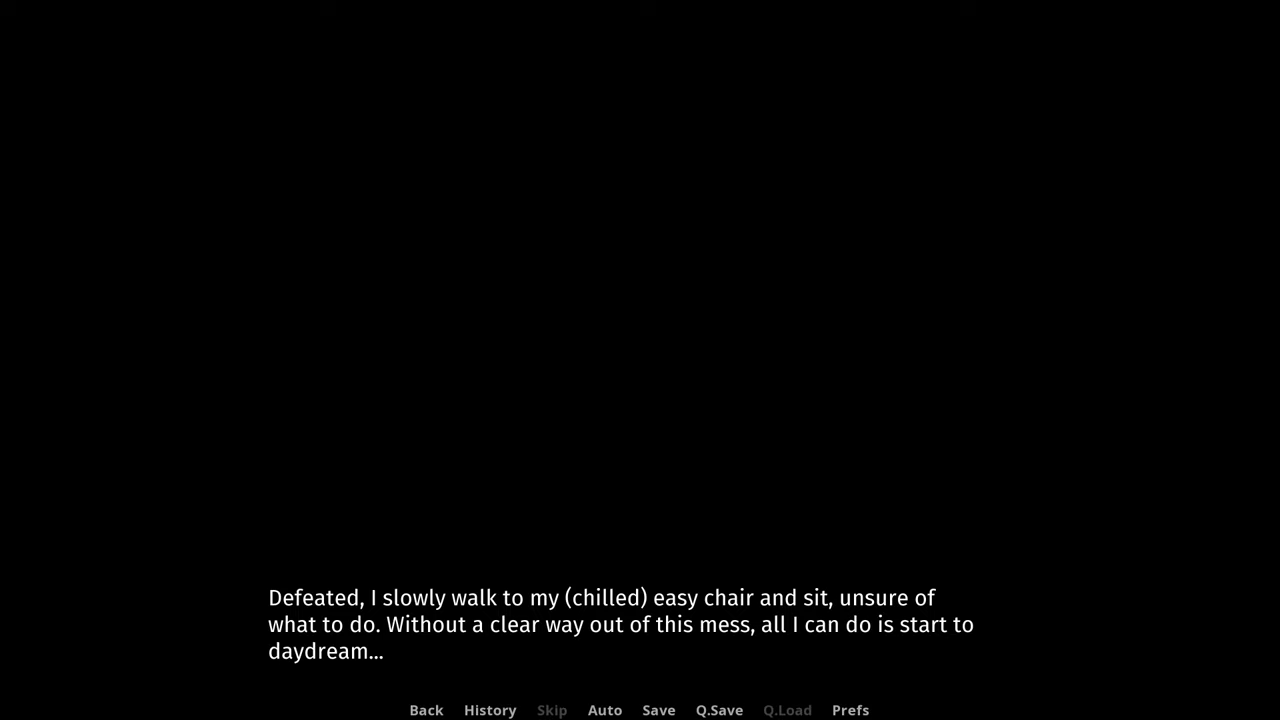 Defeated, I slowly walk to my (chilled) easy chair and sit, unsure of
what to do. Without a clear way out of this mess, all I can do is start to
daydream...
Back History Skip Auto Save Q.Save Q.Load Prefs